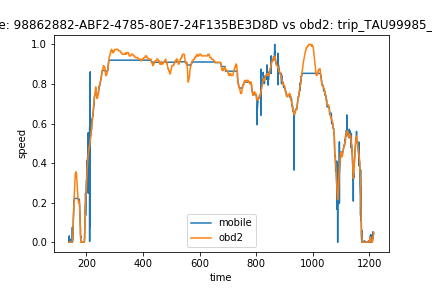 e: 98862882-ABF2-4785-80E7-24F135BE3D8D vs obd2: trip_TAU99985_
1.0
0.8
0.6
0.4
0.2
0.0
speed
mobile
obd2
200 400 600 800 1000 1200
time